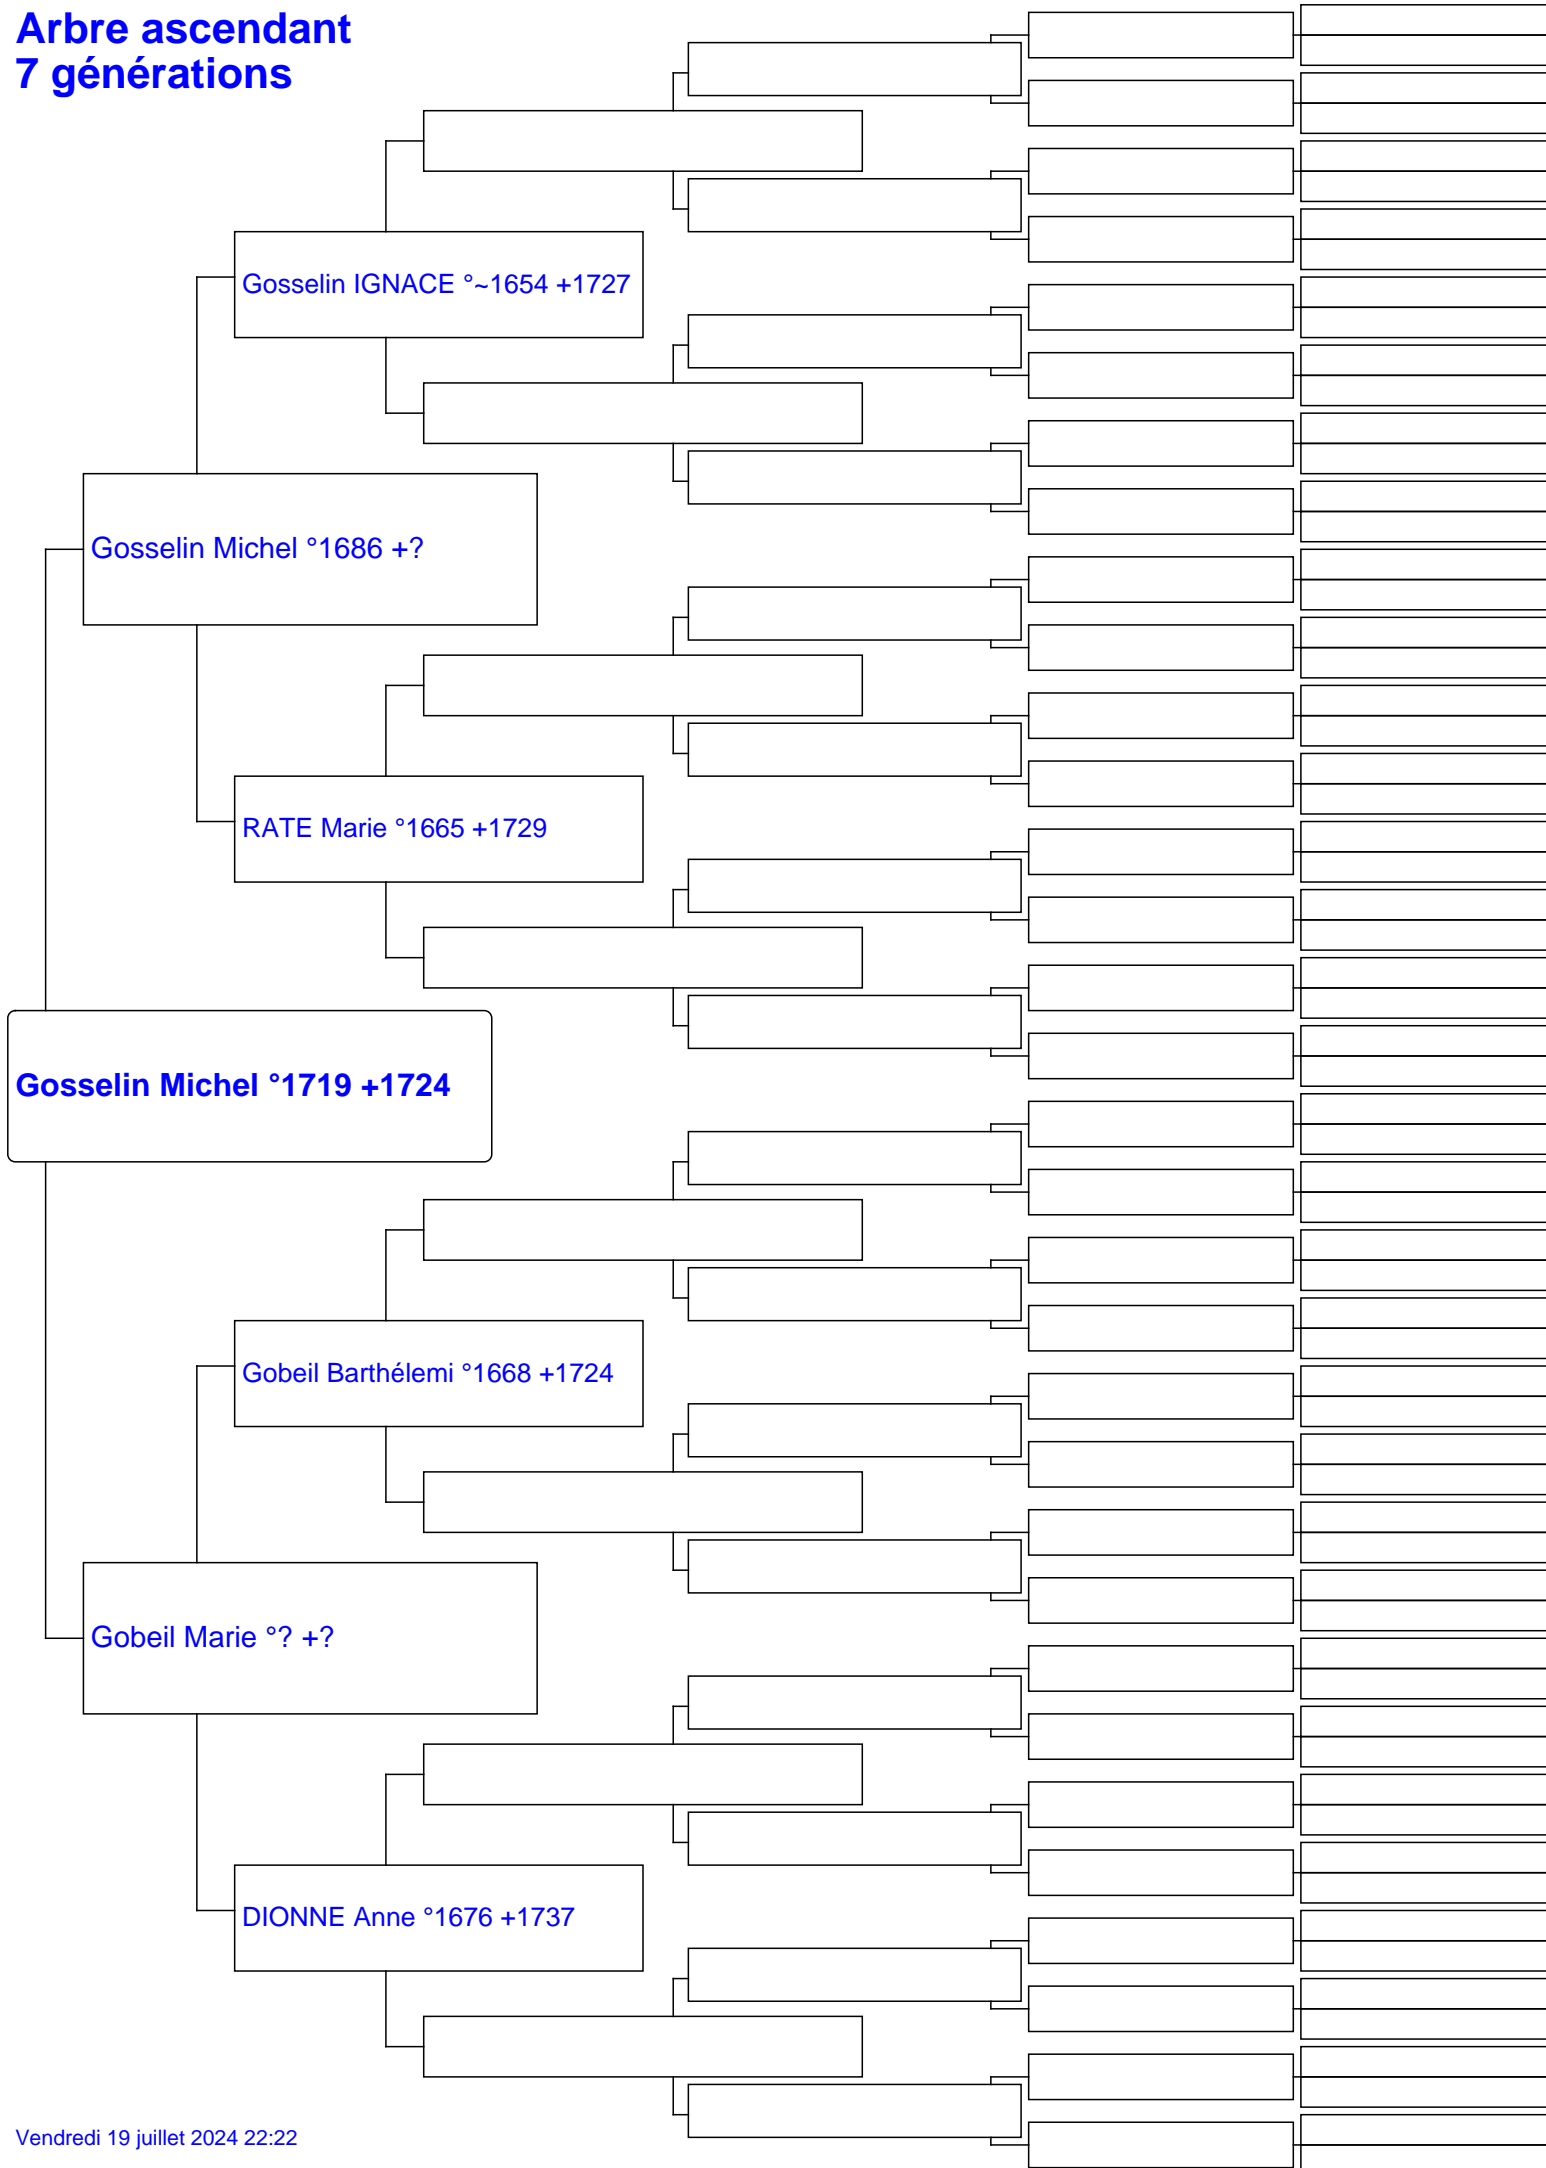 Arbre ascendant
7 générations
Gosselin IGNACE °~1654 +1727
Gosselin Michel °1686 +?
RATE Marie °1665 +1729
Gosselin Michel °1719 +1724
Gobeil Barthélemi °1668 +1724
Gobeil Marie °? +?
DIONNE Anne °1676 +1737
Vendredi 19 juillet 2024 22:22